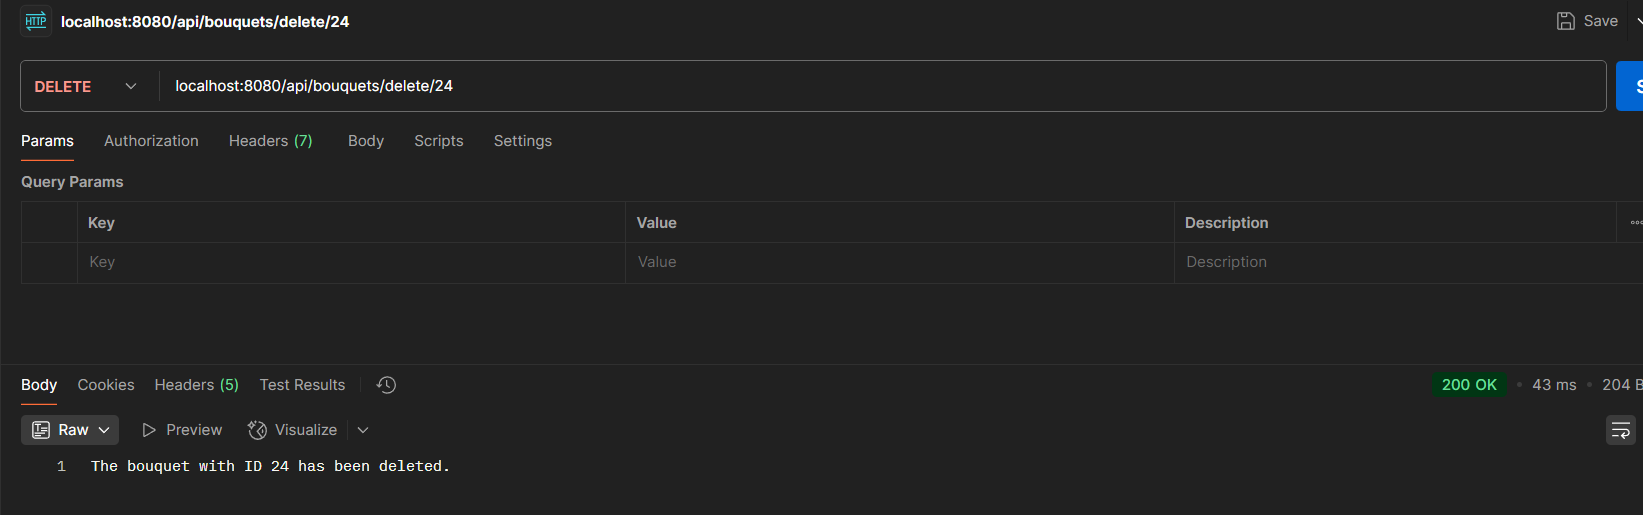 HTTP localhost:8080/api/bouquets/delete/24 Save
DELETE localhost:8080/api/bouquets/delete/24
Params Authorization Headers (7) Body Scripts Settings
Query Params
Key Value Description
Key Value Description
Body Cookies Headers (5) Test Results 200 OK • 43 ms • 204 B
Raw Preview Visualize
1 The bouquet with ID 24 has been deleted.